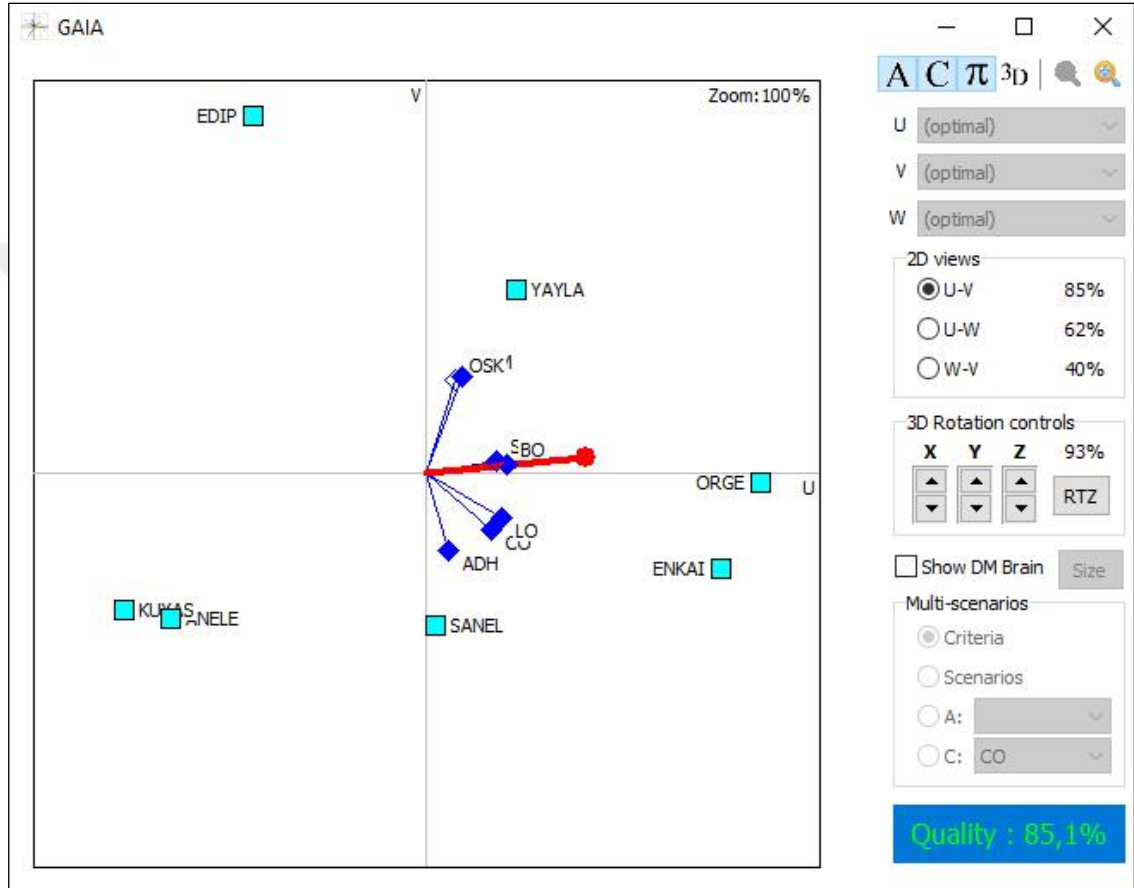 GAIA
A C π 3D
V
Zoom:100%
EDIP
YAYLA
OSK
BO
ORGE
U
LO
ADH
ENKAI
SANEL
U (optimal)
V (optimal)
W (optimal)
2D views
U-V 85%
U-W 62%
W-V 40%
3D Rotation controls
X Y Z 93%
RTZ
Show DM Brain Size
Multi-scenarios
Criteria
Scenarios
A:
C: CO
Quality : 85,1%